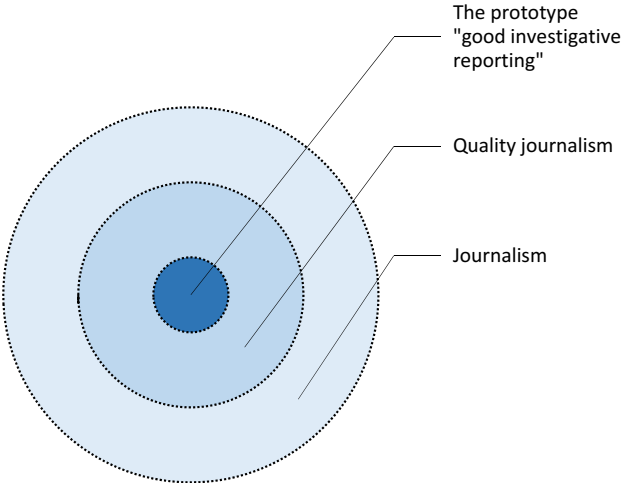 The prototype
"good investigative
reporting"
Quality journalism
Journalism